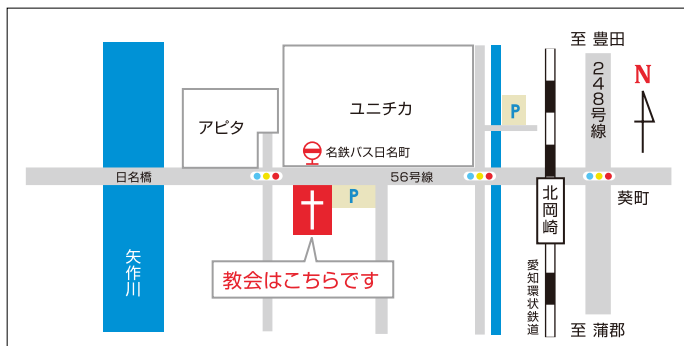 至 豊田
248号線
N
ユニチカ
アピタ
P
名鉄バス日名町
日名橋
56号線
P
北岡崎
葵町
矢作川
教会はこちらです
愛知環状鉄道
至 蒲郡